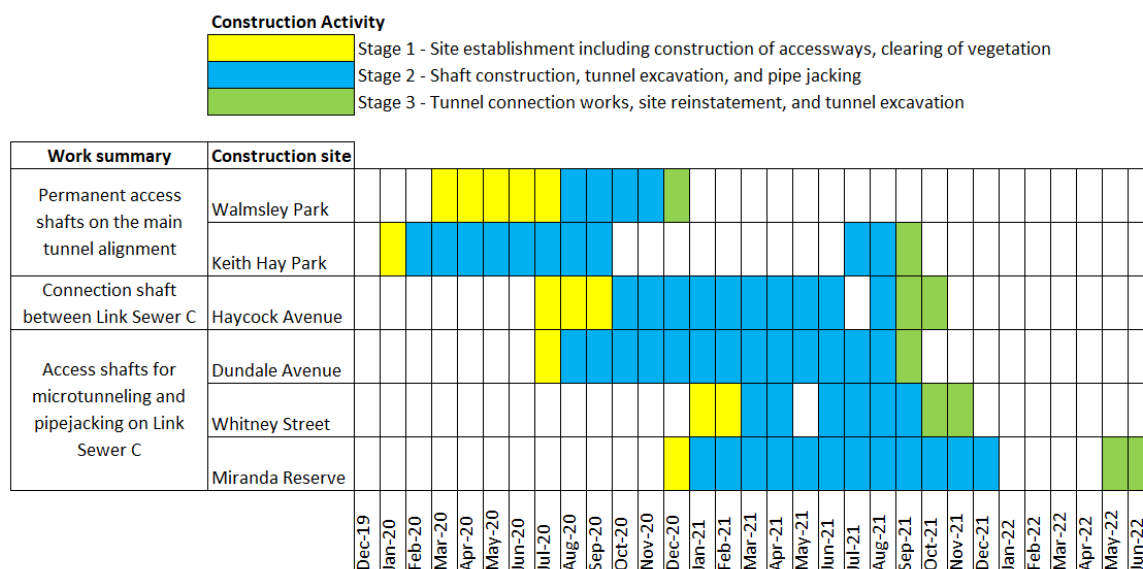 Construction Activity
Stage 1 - Site establishment including construction of accessways, clearing of vegetation
Stage 2 - Shaft construction, tunnel excavation, and pipe jacking
Stage 3 - Tunnel connection works, site reinstatement, and tunnel excavation
Work summary
Construction site
Permanent access
shafts on the main
tunnel alignment
Walmsley Park
Keith Hay Park
Connection shaft
between Link Sewer C
Haycock Avenue
Access shafts for
microtunneling and
pipejacking on Link
Sewer C
Dundale Avenue
Whitney Street
Miranda Reserve
Dec-19
Jan-20
Feb-20
Mar-20
Apr-20
May-20
Jun-20
Jul-20
Aug-20
Sep-20
Oct-20
Nov-20
Dec-20
Jan-21
Feb-21
Mar-21
Apr-21
May-21
Jun-21
Jul-21
Aug-21
Sep-21
Oct-21
Nov-21
Dec-21
Jan-22
Feb-22
Mar-22
Apr-22
May-22
Jun-22